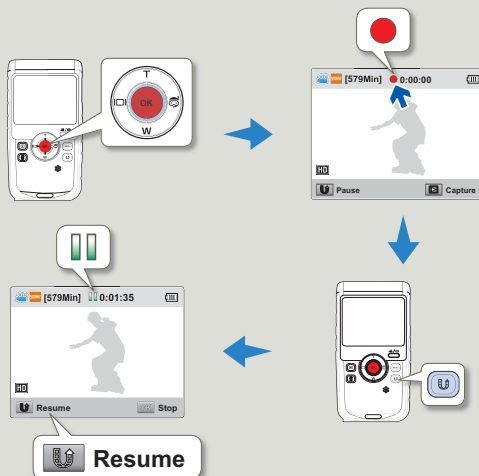 T
OK
W
[579Min] 0:00:00
HD
Pause
Capture
[579Min] 0:01:35
HD
Resume
Stop
Resume